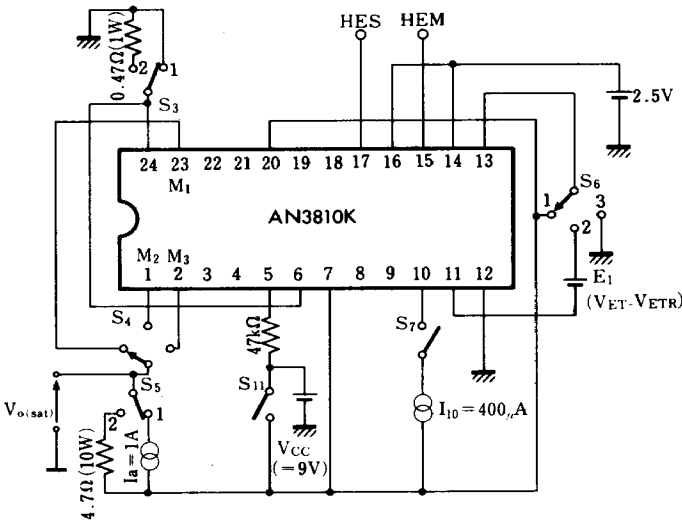 HES HEM
0.47Ω(1W)
2 1
S3
2.5V
24 23 22 21 20 19 18 17 16 15 14 13
M1
S6
1 3
2
AN3810K
M2 M3
1 2 3 4 5 6 7 8 9 10 11 12
E1
(VET-VETR)
S4
47kΩ
S7
S5
S11
Vo(sat)
2 1
I10=400μA
4.7Ω(10W)
Ia=1A
VCC
(=9V)